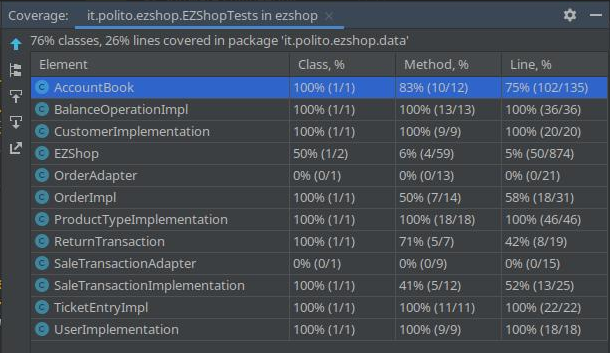 Coverage: it.polito.ezshop.EZShopTests in ezshop
76% classes, 26% lines covered in package 'it.polito.ezshop.data'
Element Class, % Method, % Line, %
AccountBook 100% (1/1) 83% (10/12) 75% (102/135)
BalanceOperationImpl 100% (1/1) 100% (13/13) 100% (36/36)
CustomerImplementation 100% (1/1) 100% (9/9) 100% (20/20)
EZShop 50% (1/2) 6% (4/59) 5% (50/874)
OrderAdapter 0% (0/1) 0% (0/13) 0% (0/21)
OrderImpl 100% (1/1) 50% (7/14) 58% (18/31)
ProductTypeImplementation 100% (1/1) 100% (18/18) 100% (46/46)
ReturnTransaction 100% (1/1) 71% (5/7) 42% (8/19)
SaleTransactionAdapter 0% (0/1) 0% (0/9) 0% (0/15)
SaleTransactionImplementation 100% (1/1) 41% (5/12) 52% (13/25)
TicketEntryImpl 100% (1/1) 100% (11/11) 100% (22/22)
UserImplementation 100% (1/1) 100% (9/9) 100% (18/18)